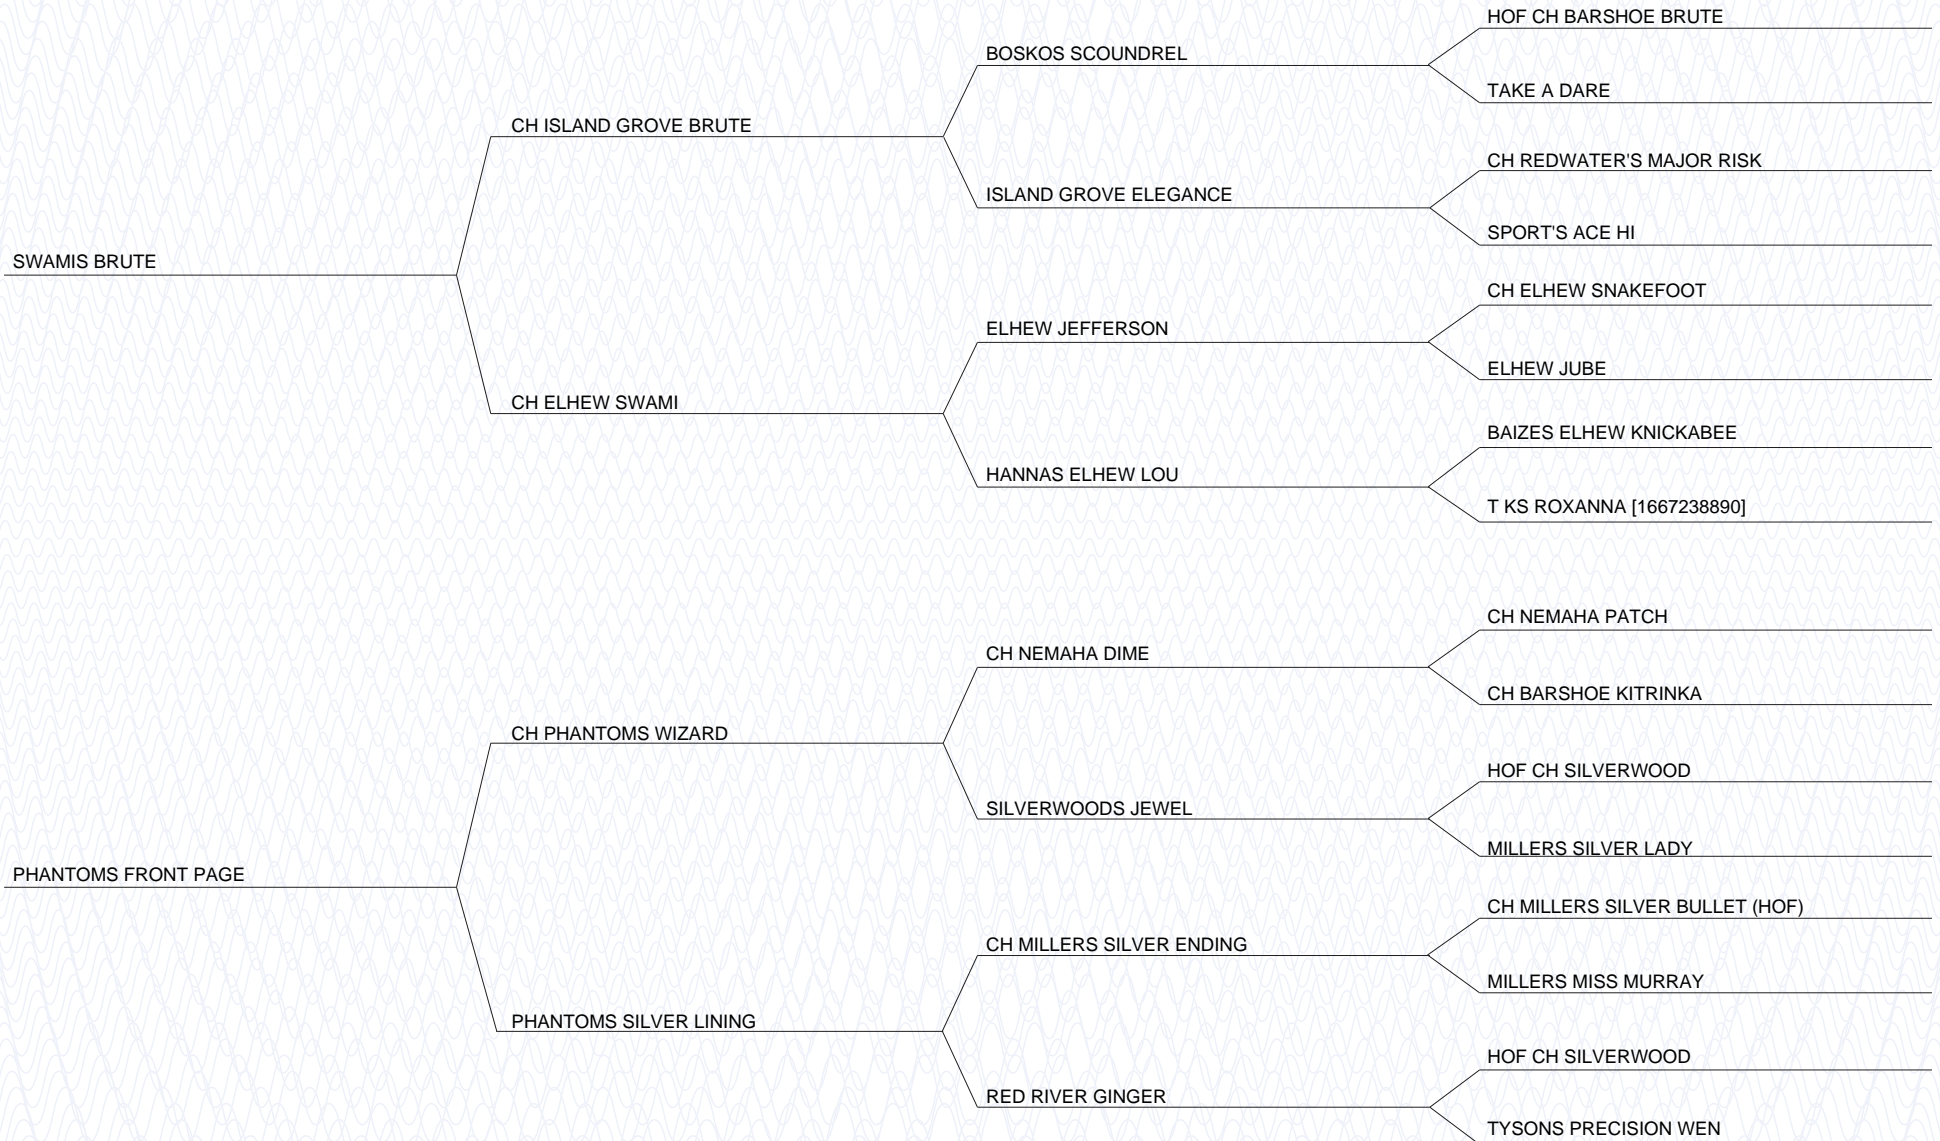 HOF CH BARSHOE BRUTE
BOSKOS SCOUNDREL
TAKE A DARE
CH ISLAND GROVE BRUTE
CH REDWATER'S MAJOR RISK
ISLAND GROVE ELEGANCE
SPORT'S ACE HI
SWAMIS BRUTE
CH ELHEW SNAKEFOOT
ELHEW JEFFERSON
ELHEW JUBE
CH ELHEW SWAMI
BAIZES ELHEW KNICKABEE
HANNAS ELHEW LOU
T KS ROXANNA [1667238890]
CH NEMAHA PATCH
CH NEMAHA DIME
CH BARSHOE KITRINKA
CH PHANTOMS WIZARD
HOF CH SILVERWOOD
SILVERWOODS JEWEL
MILLERS SILVER LADY
PHANTOMS FRONT PAGE
CH MILLERS SILVER BULLET (HOF)
CH MILLERS SILVER ENDING
MILLERS MISS MURRAY
PHANTOMS SILVER LINING
HOF CH SILVERWOOD
RED RIVER GINGER
TYSONS PRECISION WEN